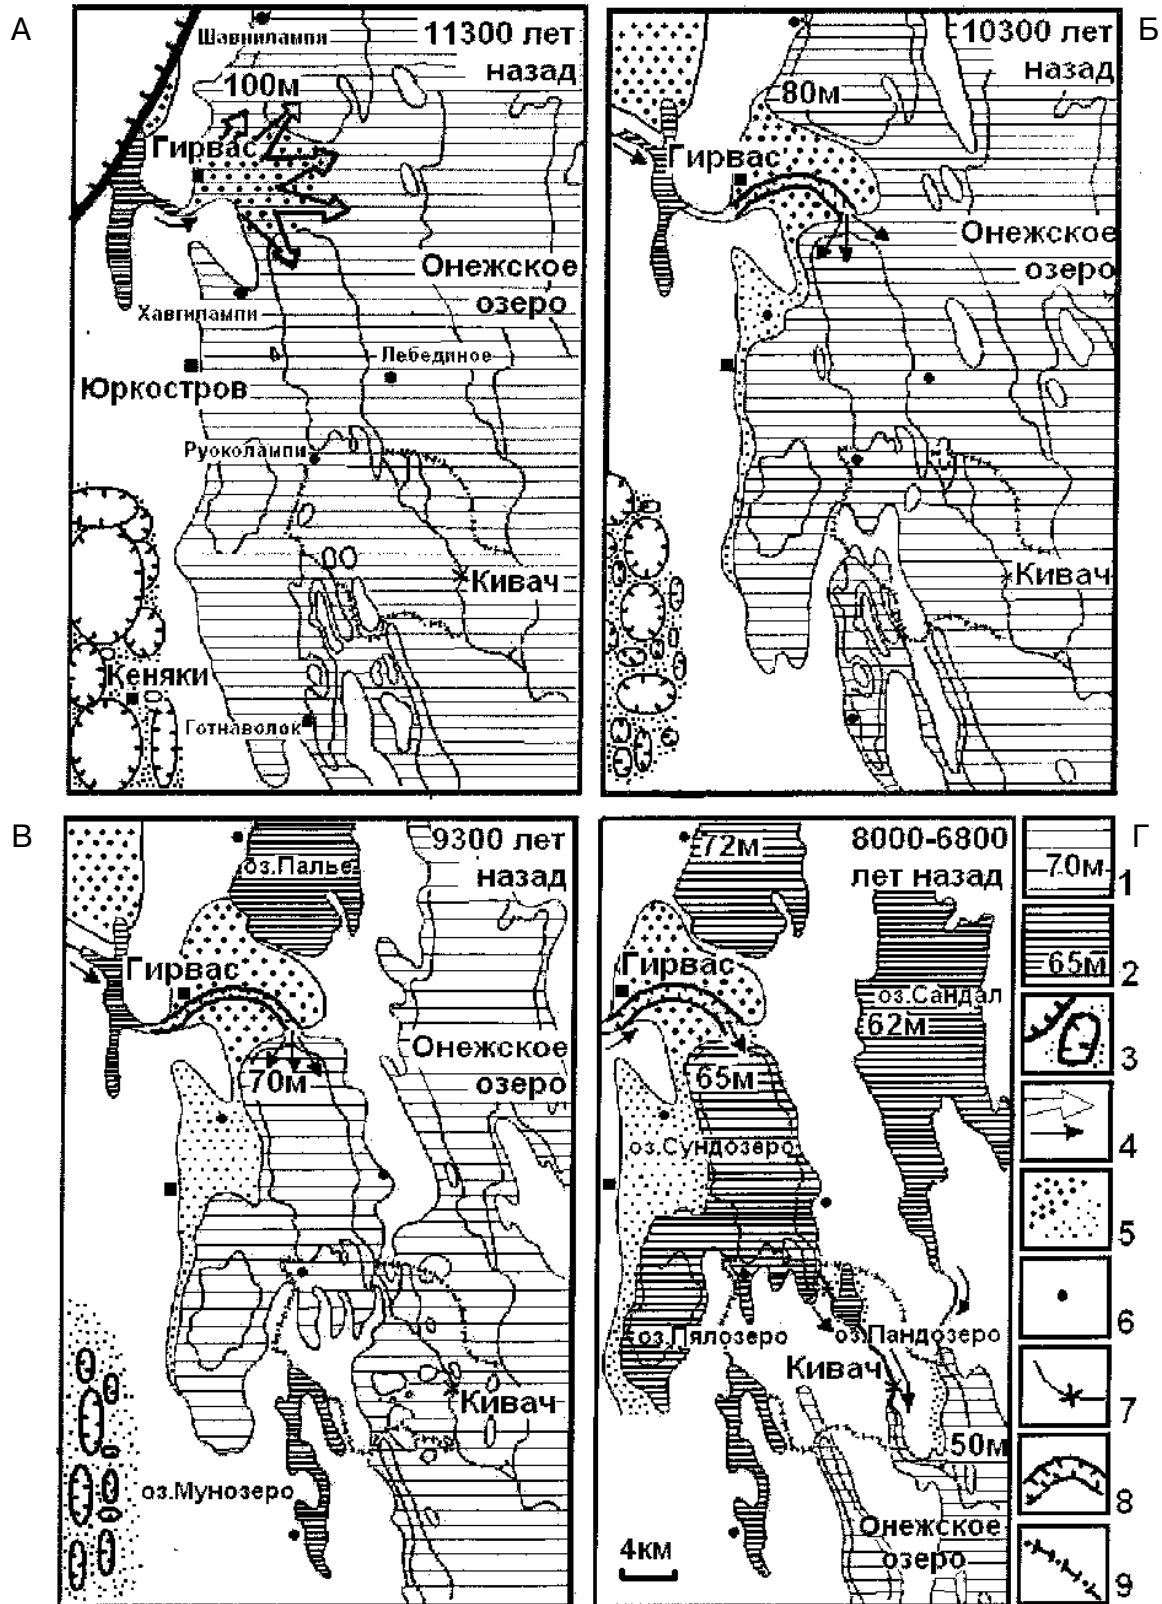 А
Шавнилампя
11300 лет
назад
100м
Гирвас
Онежское
озеро
Хавгилампи
Лебединое
Юркостров
Руоколампи
Кивач
Кеняки
Готнаволок
Б
10300 лет
назад
80м
Гирвас
Онежское
озеро
Кивач
В
9300 лет
назад
оз.Палье
Гирвас
Онежское
озеро
70м
Кивач
оз.Мунозеро
Г
72м
8000-6800
лет назад
Гирвас
оз.Сандал
62м
65м
оз.Сундозеро
оз.Пялозеро
оз.Пандозеро
Кивач
50м
Онежское
озеро
4км
70м
1
65м
2
3
4
5
6
7
8
9